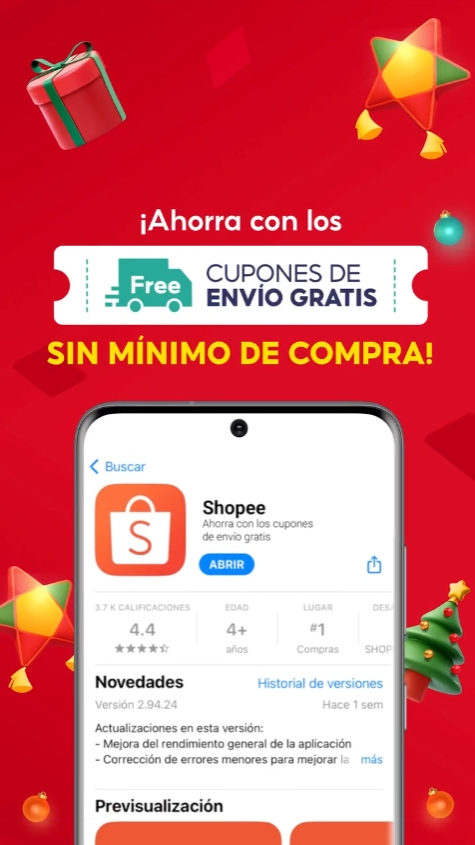 ¡Ahorra con los
Free
CUPONES DE
ENVÍO GRATIS
SIN MÍNIMO DE COMPRA!
Buscar
S
Shopee
Ahorra con los cupones
de envío gratis
ABRIR
3.7 K CALIFICACIONES
EDAD
LUGAR
4.4
4+
#1
años
Compras
SHOP
Novedades
Historial de versiones
Versión 2.94.24
Hace 1 sem
Actualizaciones en esta versión:
- Mejora del rendimiento general de la aplicación
- Corrección de errores menores para mejorar la más
Previsualización